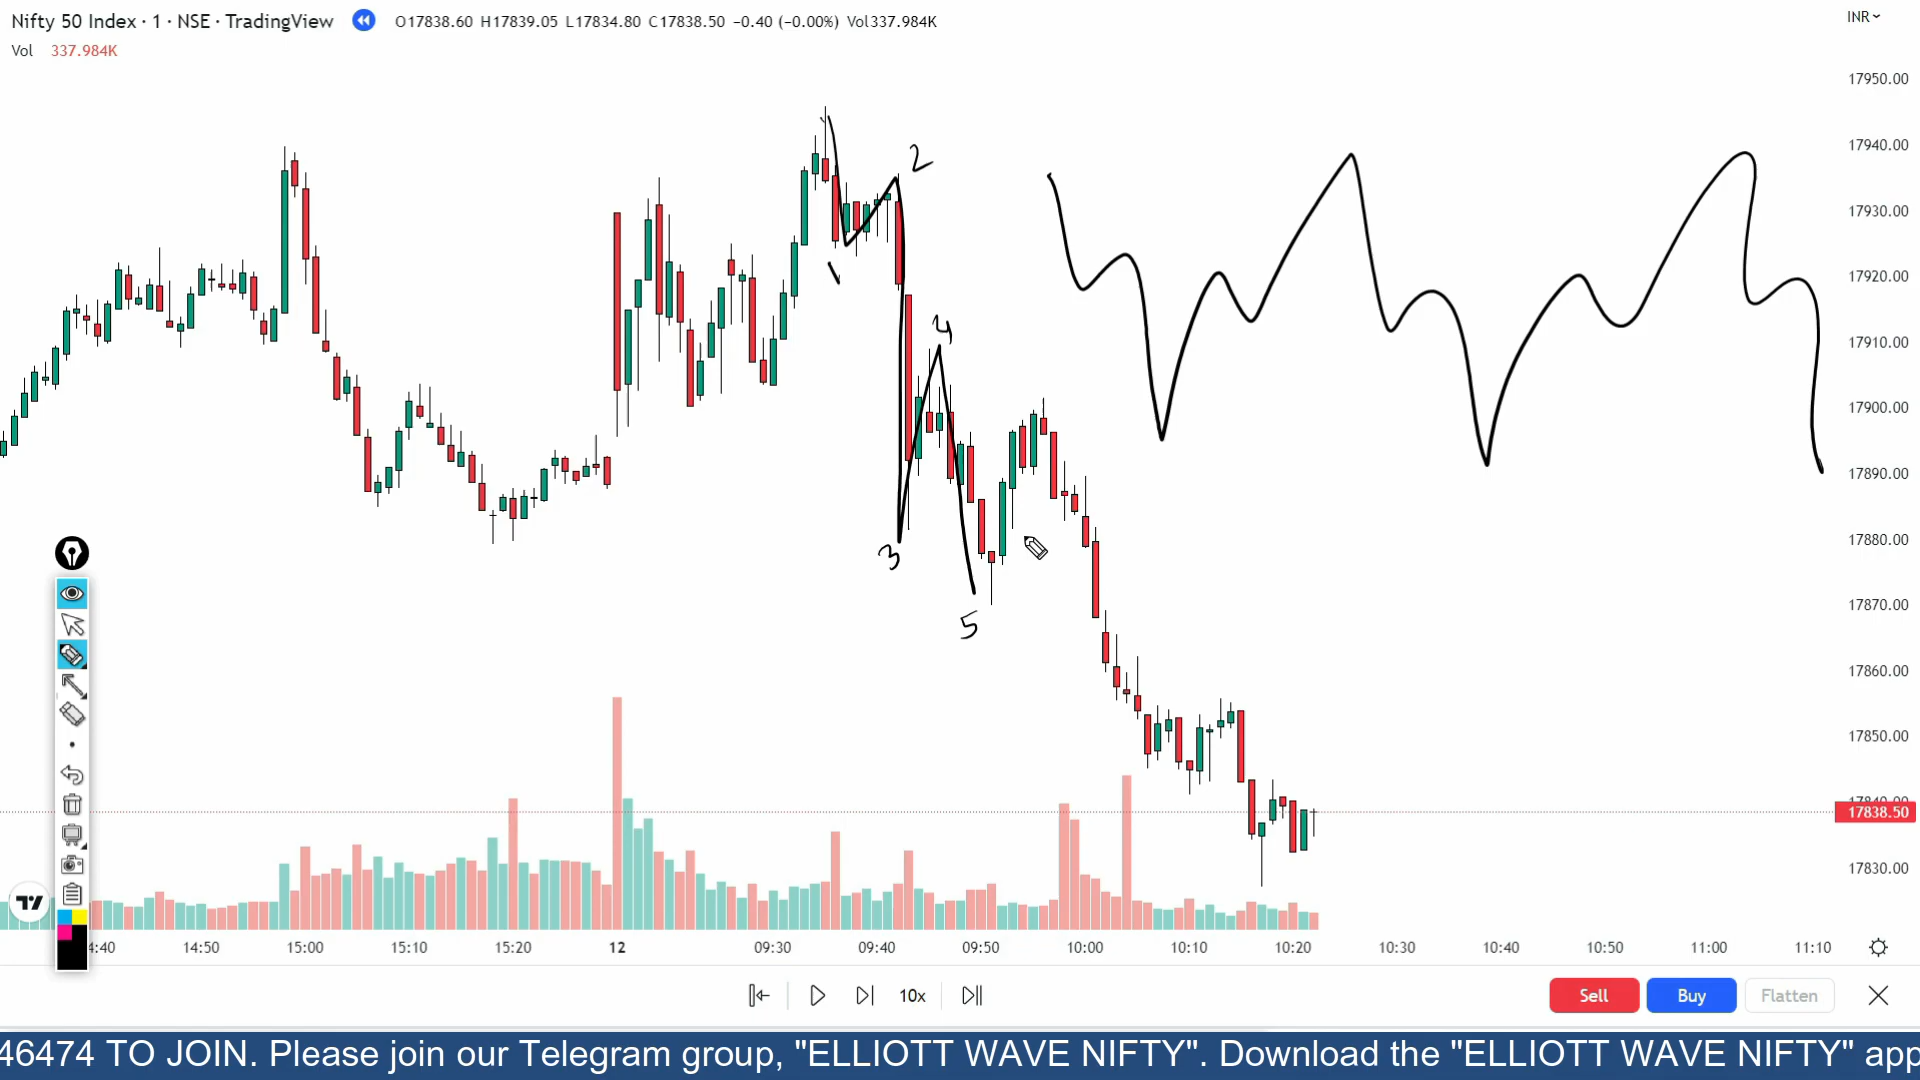 Nifty 50 Index · 1 · NSE · TradingView O17838.60 H17839.05 L17834.80 C17838.50 −0.40 (−0.00%) Vol337.984K
INR
Vol 337.984K
17950.00
17940.00
17930.00
17920.00
17910.00
17900.00
17890.00
17880.00
17870.00
17860.00
17850.00
17840.00
17838.50
17830.00
2
1
4
3
5
4:40 14:50 15:00 15:10 15:20 12 09:30 09:40 09:50 10:00 10:10 10:20 10:30 10:40 10:50 11:00 11:10
10x
Sell Buy Flatten
46474 TO JOIN. Please join our Telegram group, "ELLIOTT WAVE NIFTY". Download the "ELLIOTT WAVE NIFTY" app